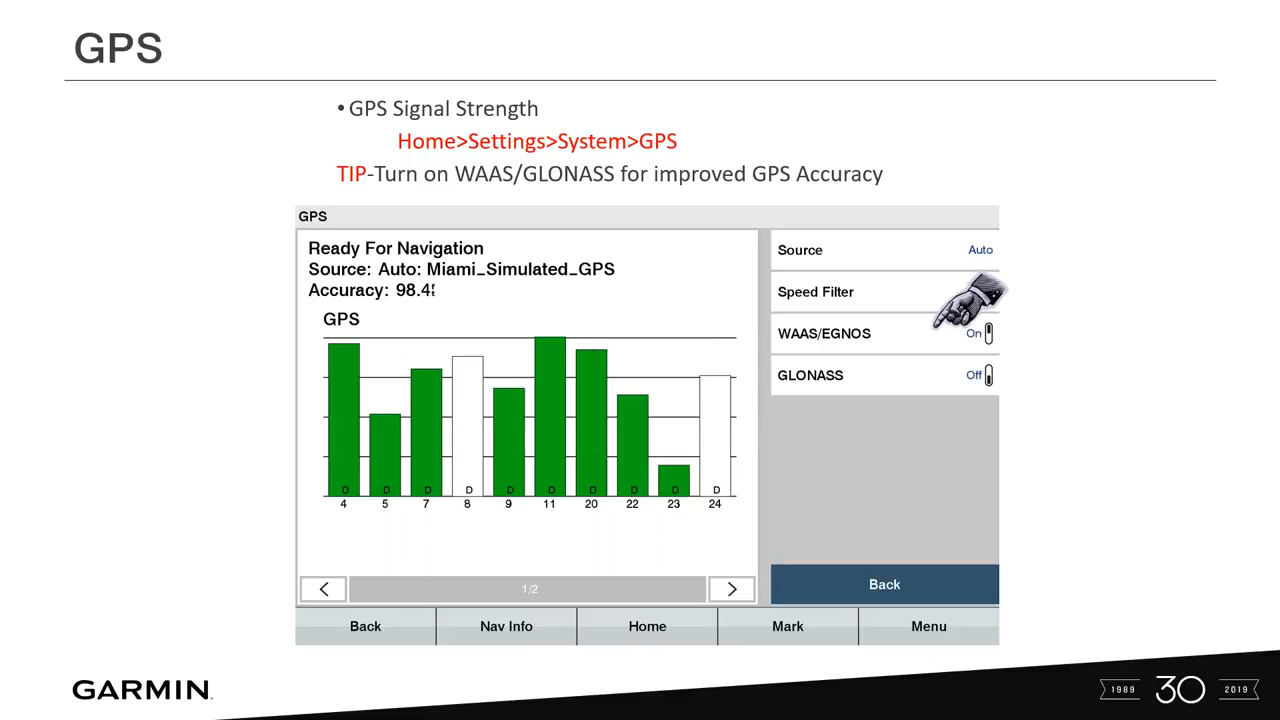 GPS
• GPS Signal Strength
Home>Settings>System>GPS
TIP-Turn on WAAS/GLONASS for improved GPS Accuracy
GPS
Ready For Navigation
Source: Auto: Miami_Simulated_GPS
Accuracy:
GPS
D D D D D D D D D D
4 5 7 8 9 11 20 22 23 24
1/2
Source Auto
Speed Filter
WAAS/EGNOS On
GLONASS Off
Back
Back Nav Info Home Mark Menu
GARMIN.
1989 30 2019